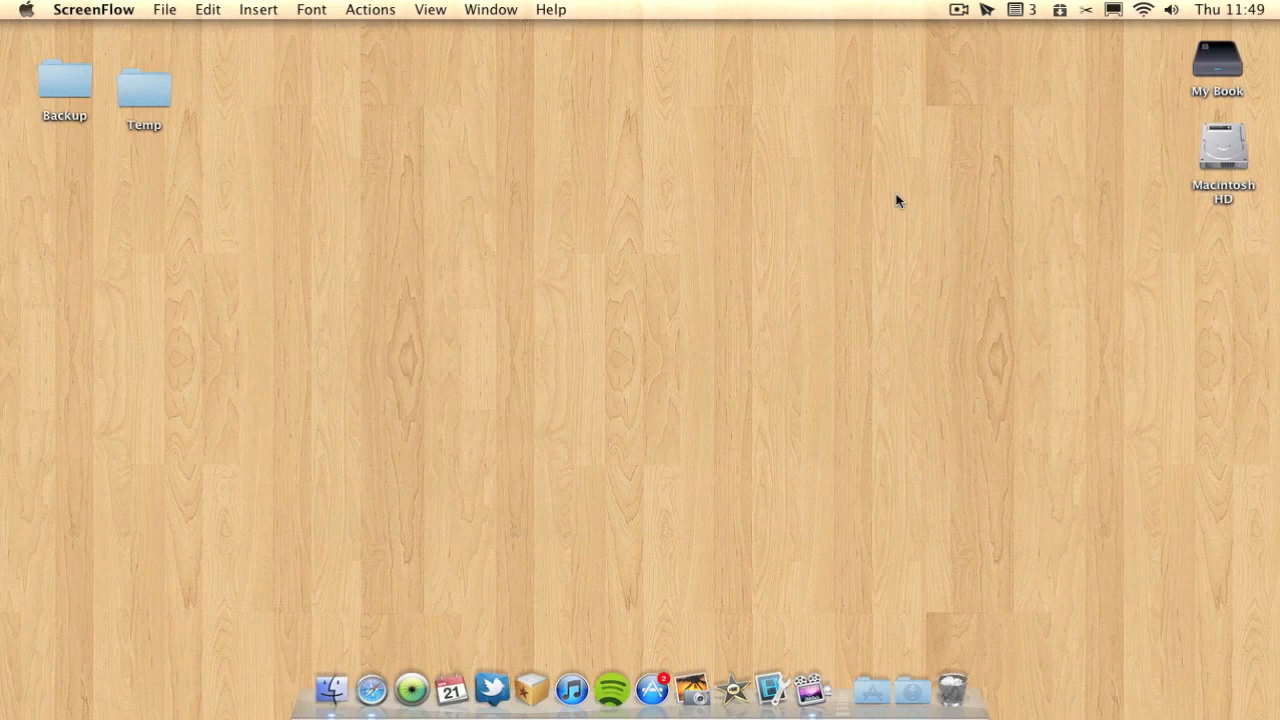 ScreenFlow File Edit Insert Font Actions View Window Help 3 Thu 11:49
Backup
Temp
My Book
Macintosh
HD
21
2